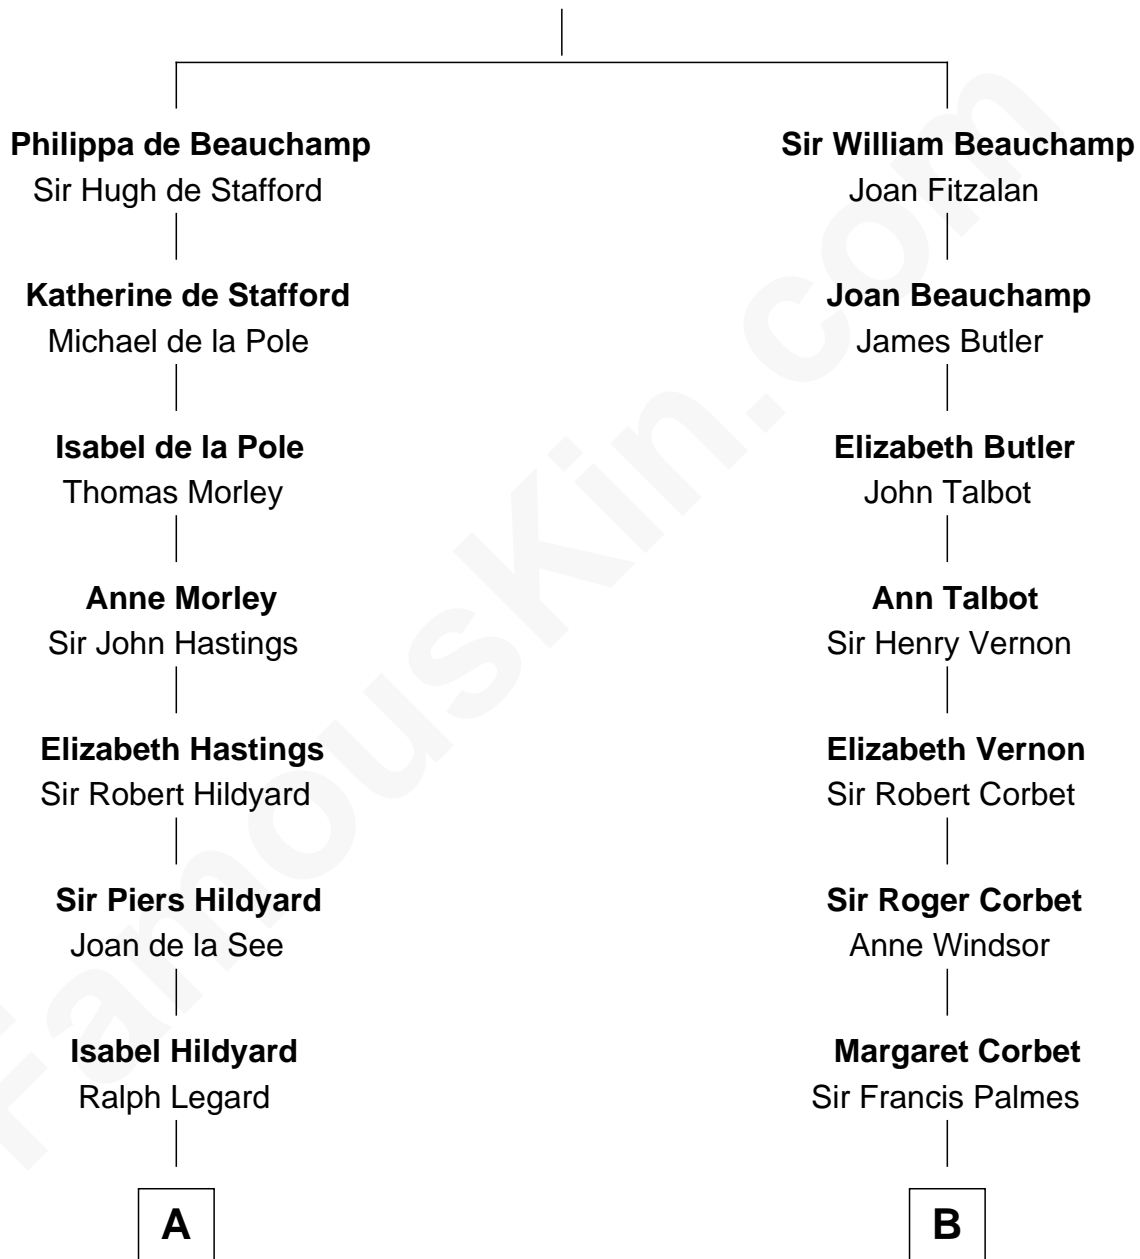 Philippa de Beauchamp
Sir Hugh de Stafford
Katherine de Stafford
Michael de la Pole
Isabel de la Pole
Thomas Morley
Anne Morley
Sir John Hastings
Elizabeth Hastings
Sir Robert Hildyard
Sir Piers Hildyard
Joan de la See
Isabel Hildyard
Ralph Legard
A
Sir William Beauchamp
Joan Fitzalan
Joan Beauchamp
James Butler
Elizabeth Butler
John Talbot
Ann Talbot
Sir Henry Vernon
Elizabeth Vernon
Sir Robert Corbet
Sir Roger Corbet
Anne Windsor
Margaret Corbet
Sir Francis Palmes
B
FamousKin.com